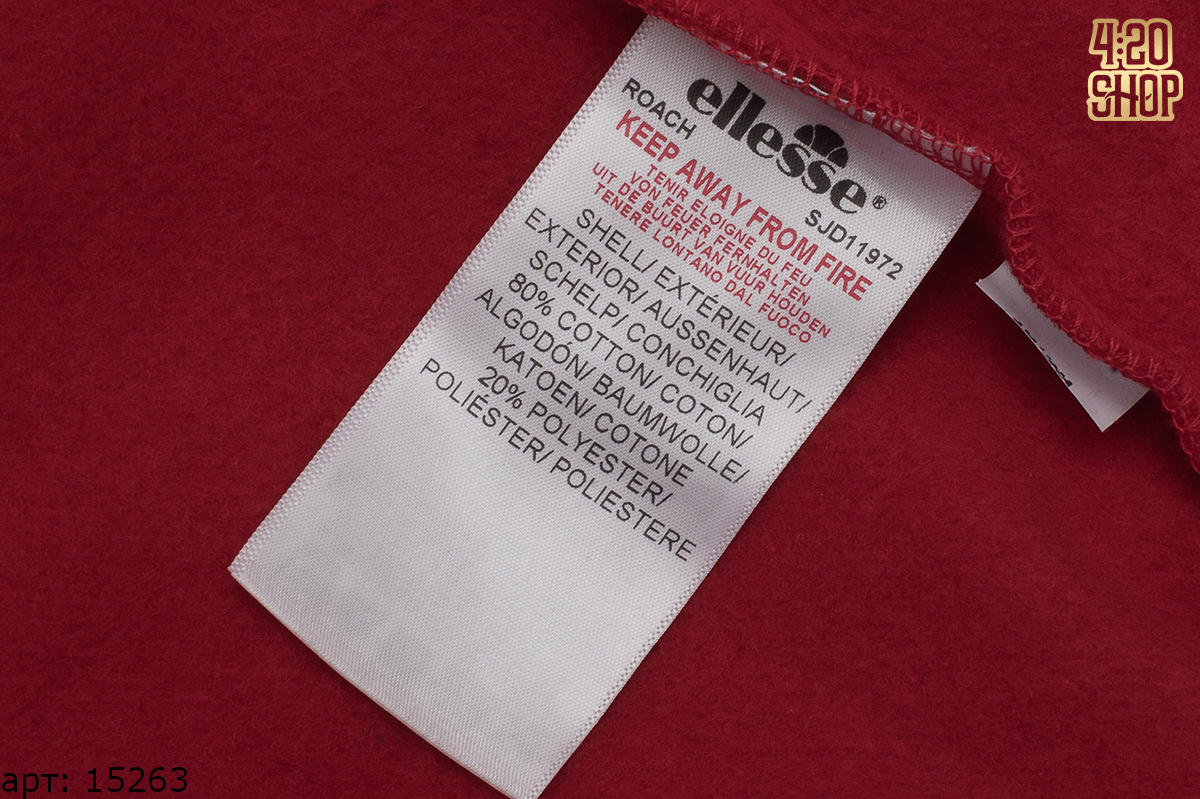 4:20
SHOP
ellesse®
ROACH SJD11972
KEEP AWAY FROM FIRE
TENIR ELOIGNE DU FEU
VON FEUER FERNHALTEN
UIT DE BUURT VAN VUUR HOUDEN
TENERE LONTANO DAL FUOCO
SHELL/ EXTÉRIEUR/
EXTERIOR/ AUSSENHAUT/
SCHELP/ CONCHIGLIA
80% COTTON/ COTON/
ALGODÓN/ BAUMWOLLE/
KATOEN/ COTONE
20% POLYESTER/
POLIÉSTER/ POLIESTERE
арт: 15263